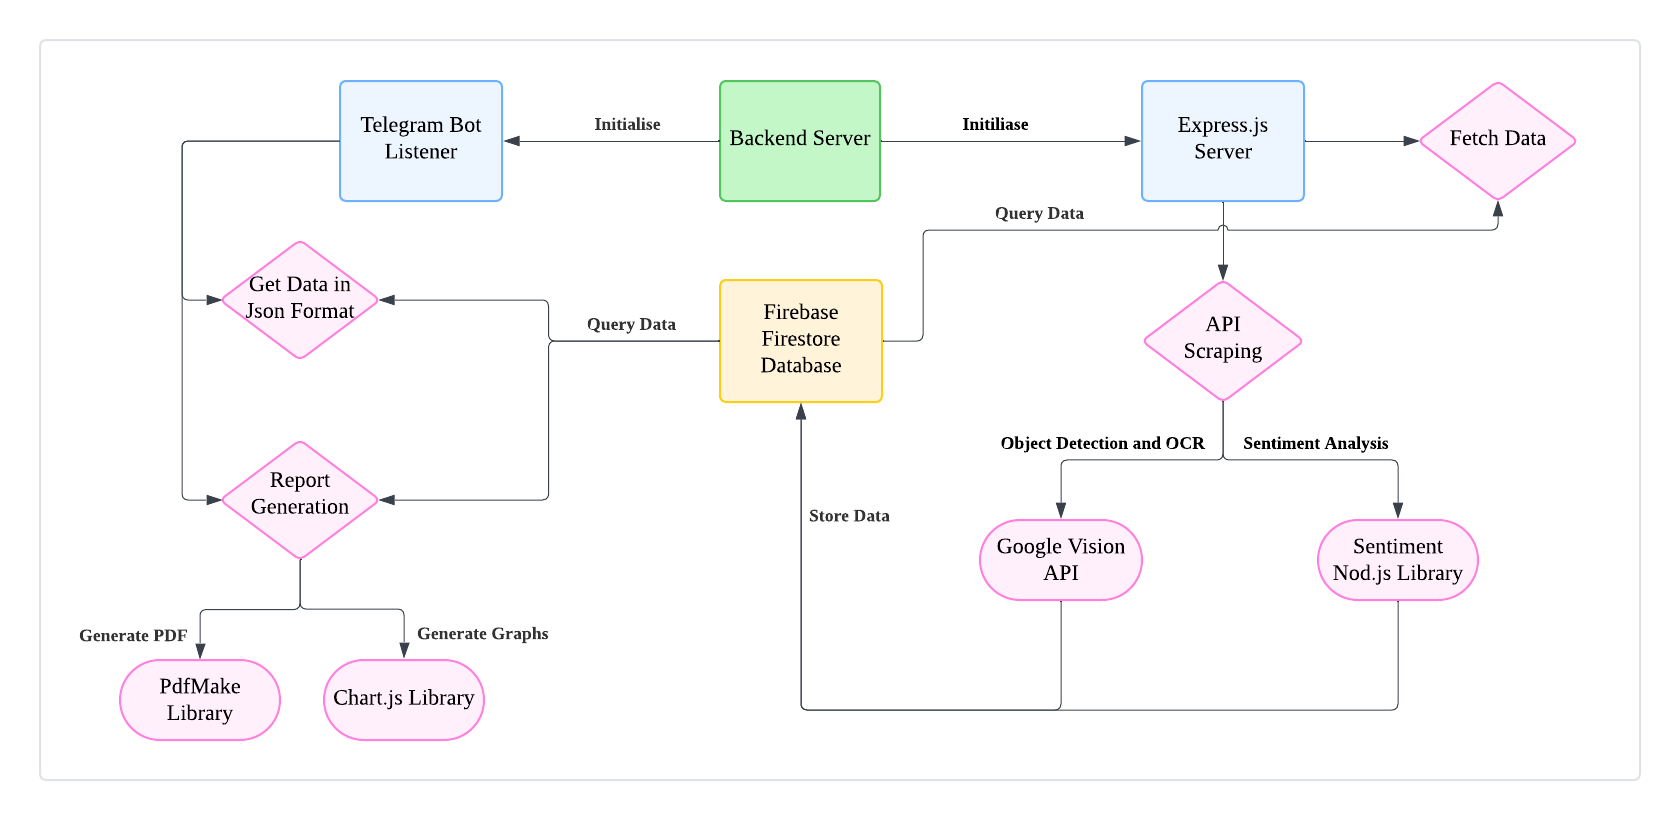 Telegram Bot
Listener
Initialise
Backend Server
Initiliase
Express.js
Server
Fetch Data
Query Data
Get Data in
Json Format
Query Data
Firebase
Firestore
Database
API
Scraping
Object Detection and OCR
Sentiment Analysis
Report
Generation
Store Data
Google Vision
API
Sentiment
Nod.js Library
Generate PDF
Generate Graphs
PdfMake
Library
Chart.js Library